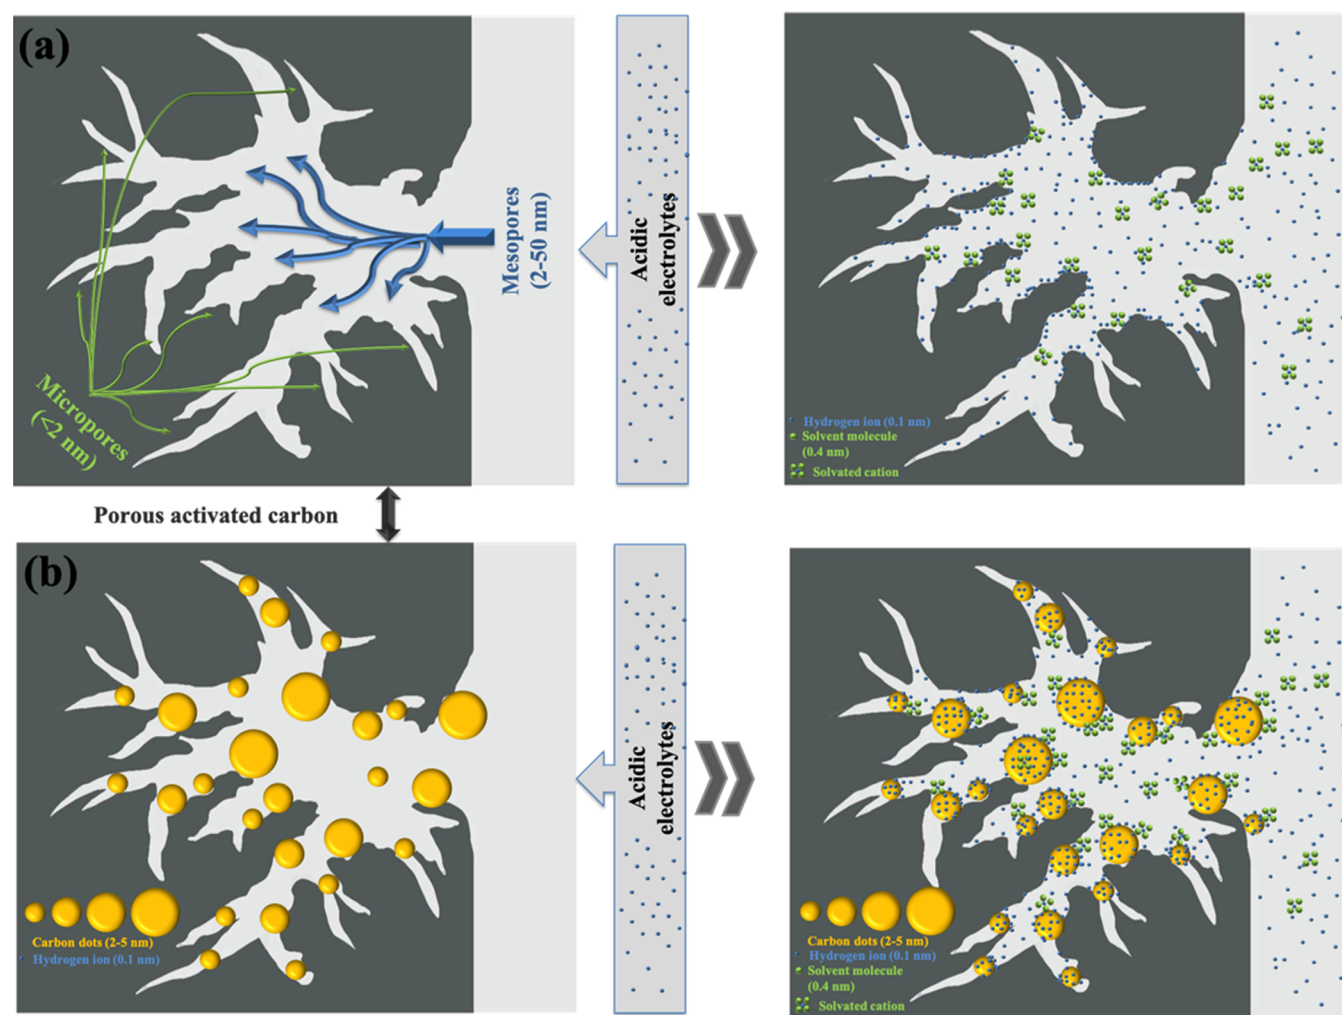 (a)
Mesopores
(2-50 nm)
Micropores
(<2 nm)
Acidic
electrolytes
Hydrogen ion (0.1 nm)
Solvent molecule
(0.4 nm)
Solvated cation
Porous activated carbon
(b)
Carbon dots (2-5 nm)
Hydrogen ion (0.1 nm)
Acidic
electrolytes
Carbon dots (2-5 nm)
Hydrogen ion (0.1 nm)
Solvent molecule
(0.4 nm)
Solvated cation